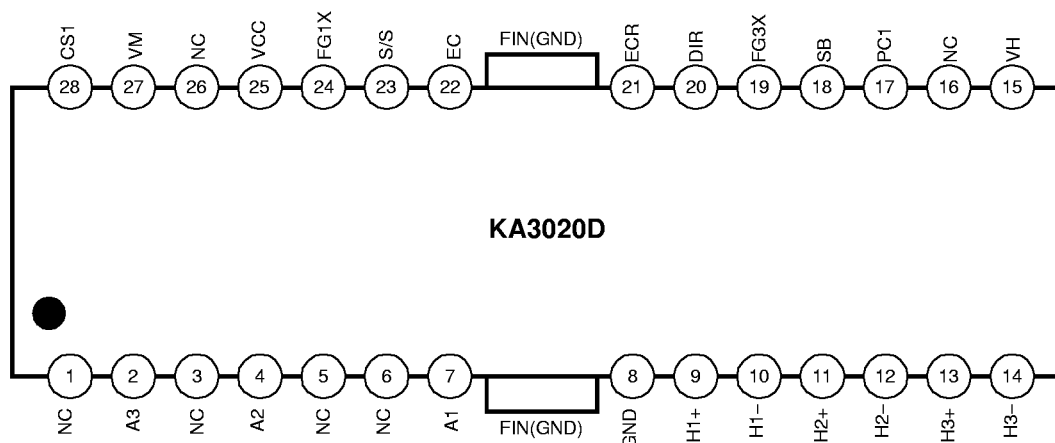 CS1 VM NC VCC FG1X S/S EC FIN(GND) ECR DIR FG3X SB PC1 NC VH
28 27 26 25 24 23 22 21 20 19 18 17 16 15
KA3020D
1 2 3 4 5 6 7 8 9 10 11 12 13 14
NC A3 NC A2 NC NC A1 FIN(GND) GND H1+ H1− H2+ H2− H3+ H3−